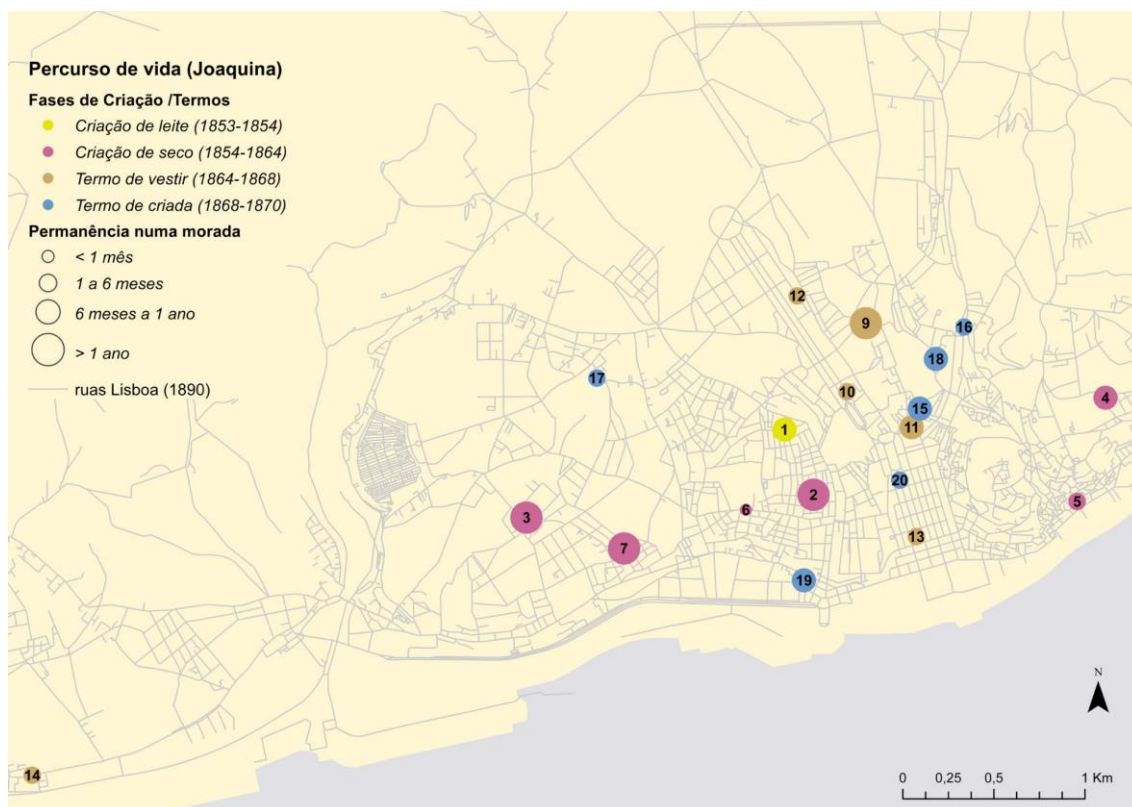 Percurso de vida (Joaquina)
Fases de Criação /Termos
Criação de leite (1853-1854)
Criação de seco (1854-1864)
Termo de vestir (1864-1868)
Termo de criada (1868-1870)
Permanência numa morada
< 1 mês
1 a 6 meses
6 meses a 1 ano
> 1 ano
ruas Lisboa (1890)
12
9
16
18
17
10
4
15
11
1
20
2
5
6
3
13
7
19
N
14
0 0,25 0,5 1 Km